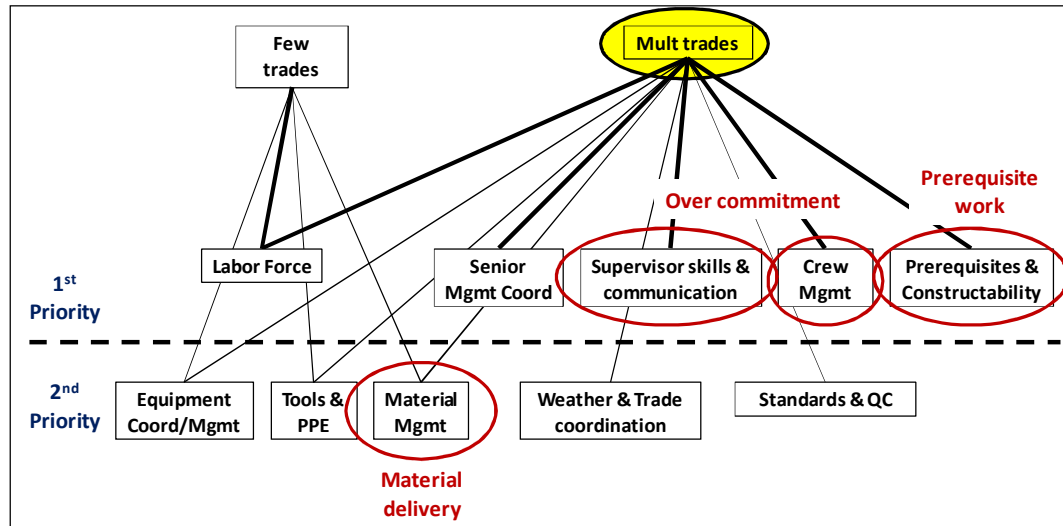 Few
trades
Mult trades
Over commitment
Prerequisite
work
1st
Priority
Labor Force
Senior
Mgmt Coord
Supervisor skills &
communication
Crew
Mgmt
Prerequisites &
Constructability
2nd
Priority
Equipment
Coord/Mgmt
Tools &
PPE
Material
Mgmt
Weather & Trade
coordination
Standards & QC
Material
delivery